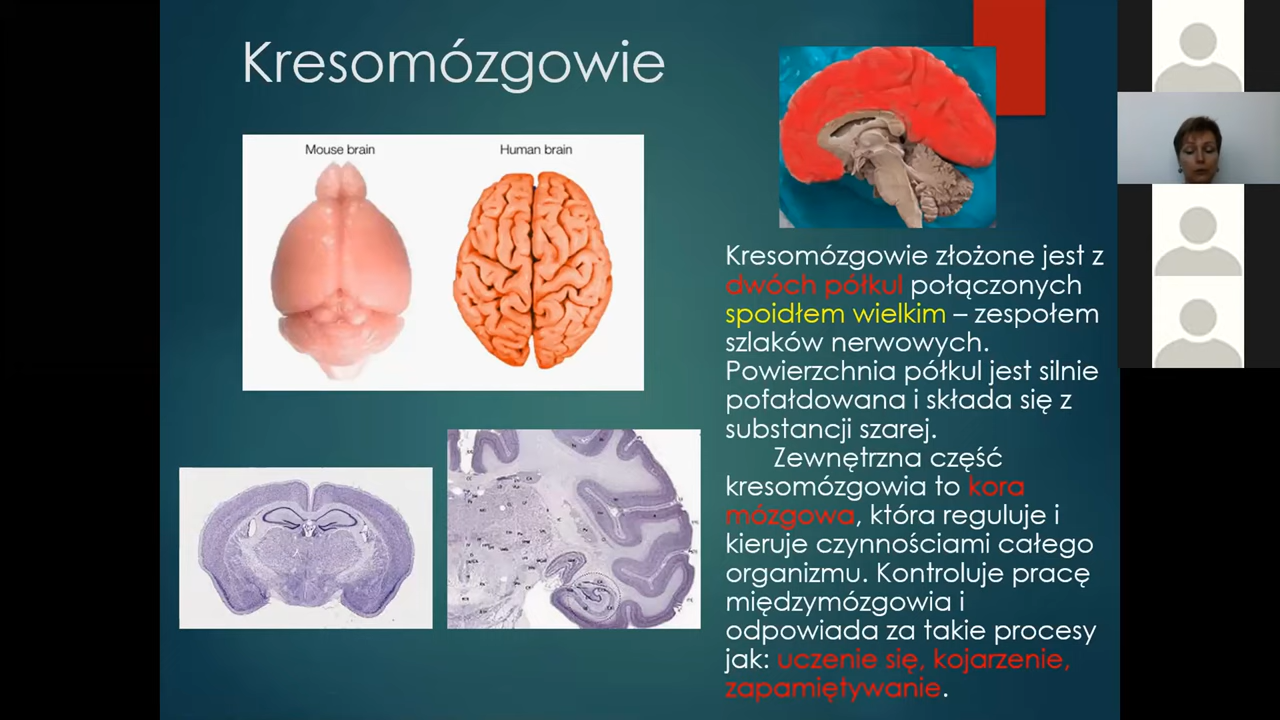 Kresomózgowie
Mouse brain
Human brain
Kresomózgowie złożone jest z
dwóch półkul połączonych
spoidłem wielkim – zespołem
szlaków nerwowych.
Powierzchnia półkul jest silnie
pofałdowana i składa się z
substancji szarej.
Zewnętrzna część
kresomózgowia to kora
mózgowa, która reguluje i
kieruje czynnościami całego
organizmu. Kontroluje pracę
międzymózgowia i
odpowiada za takie procesy
jak: uczenie się, kojarzenie,
zapamiętywanie.